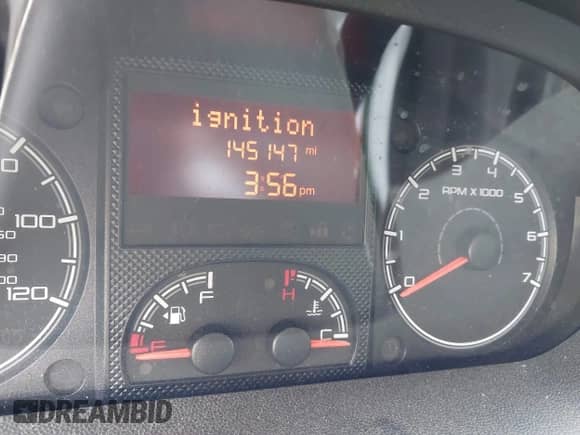 ignition
145147 mi
3:56 pm
100
120
F
E
H
C
RPM X 1000
0
1
2
3
4
5
6
7
DREAMBID